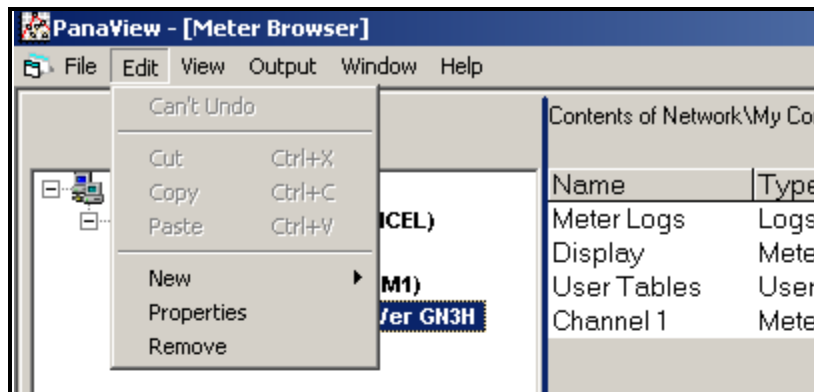 PanaView - [Meter Browser]
File Edit View Output Window Help
Can't Undo
Cut Ctrl+X
Copy Ctrl+C
Paste Ctrl+V
New
Properties
Remove
ICEL)
M1)
Ver GN3H
Contents of Network\My Co
Name Type
Meter Logs Logs
Display Mete
User Tables User
Channel 1 Mete